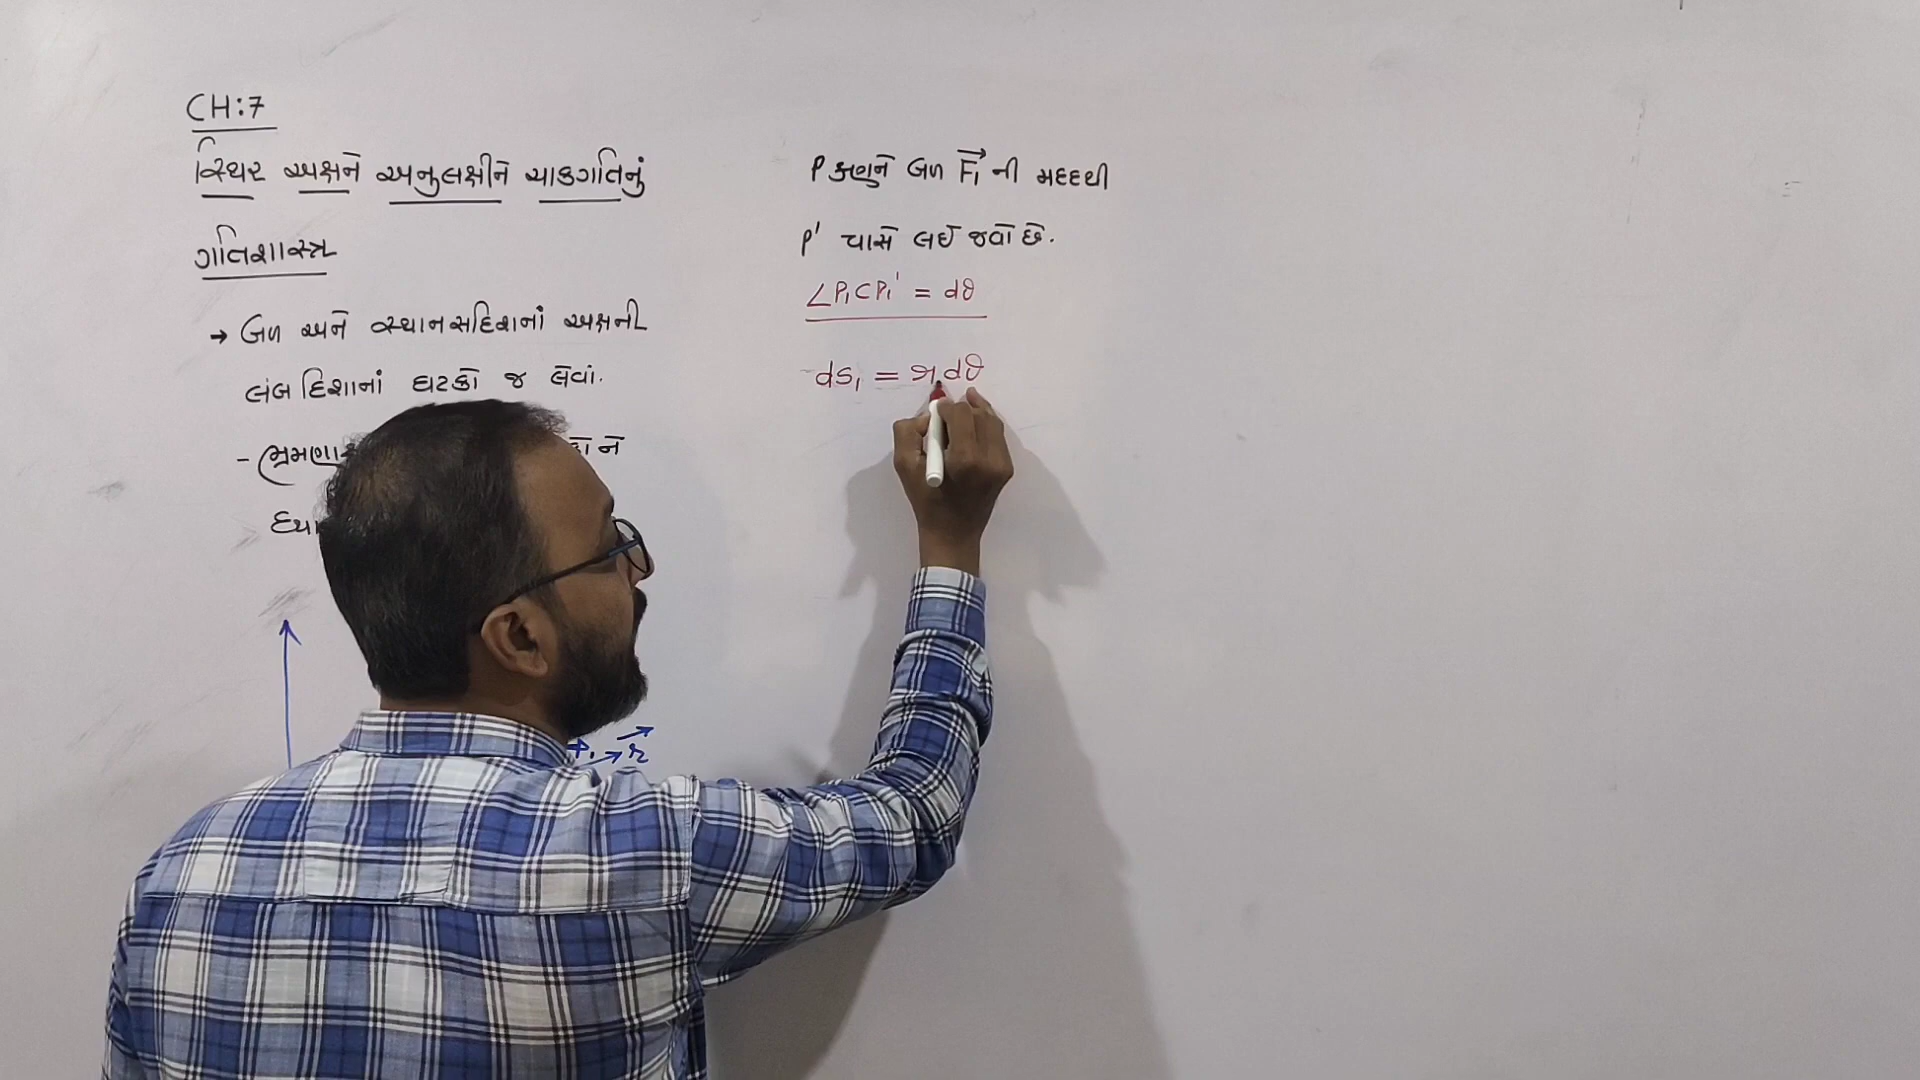 CH:7
સ્થિર અક્ષને અનુલક્ષીને ચાકગતિનું
ગતિશાસ્ત્ર
→ બળ અને સ્થાનસદિશનાં અક્ષની
લંબ દિશાનાં ઘટકો જ લેવાં.
P કણને બળ F₁ ની મદદથી
P' પાસે લઈ જવો છે.
∠P₁CP₁' = dθ
dS₁ = r₁dθ